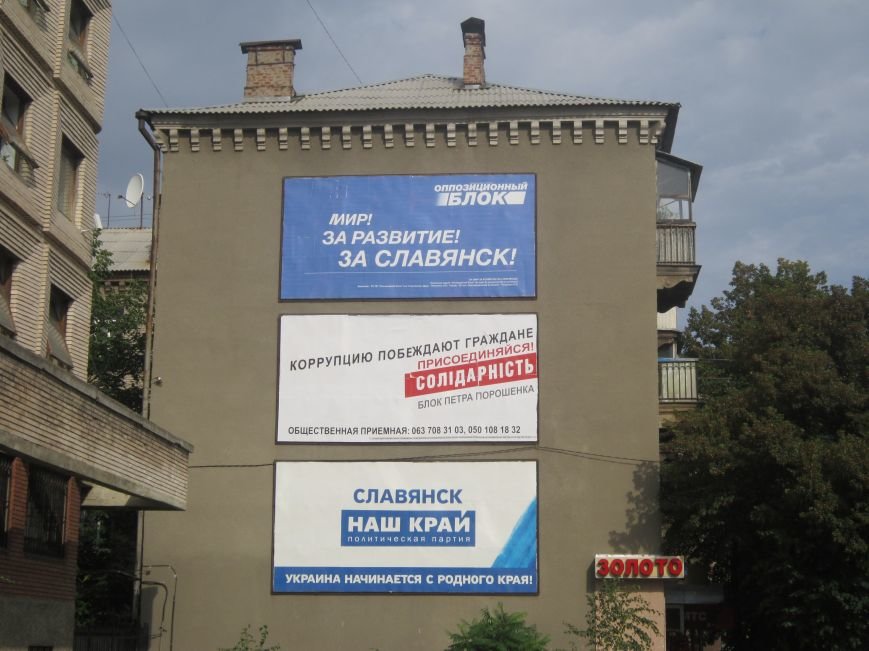 ОППОЗИЦИОННЫЙ
БЛОК
МИР!
ЗА РАЗВИТИЕ!
ЗА СЛАВЯНСК!
КОРРУПЦИЮ ПОБЕЖДАЮТ ГРАЖДАНЕ
ПРИСОЕДИНЯЙСЯ!
СОЛІДАРНІСТЬ
БЛОК ПЕТРА ПОРОШЕНКА
ОБЩЕСТВЕННАЯ ПРИЕМНАЯ: 063 708 31 03, 050 108 18 32
СЛАВЯНСК
НАШ КРАЙ
ПОЛИТИЧЕСКАЯ ПАРТИЯ
УКРАИНА НАЧИНАЕТСЯ С РОДНОГО КРАЯ!
ЗОЛОТО